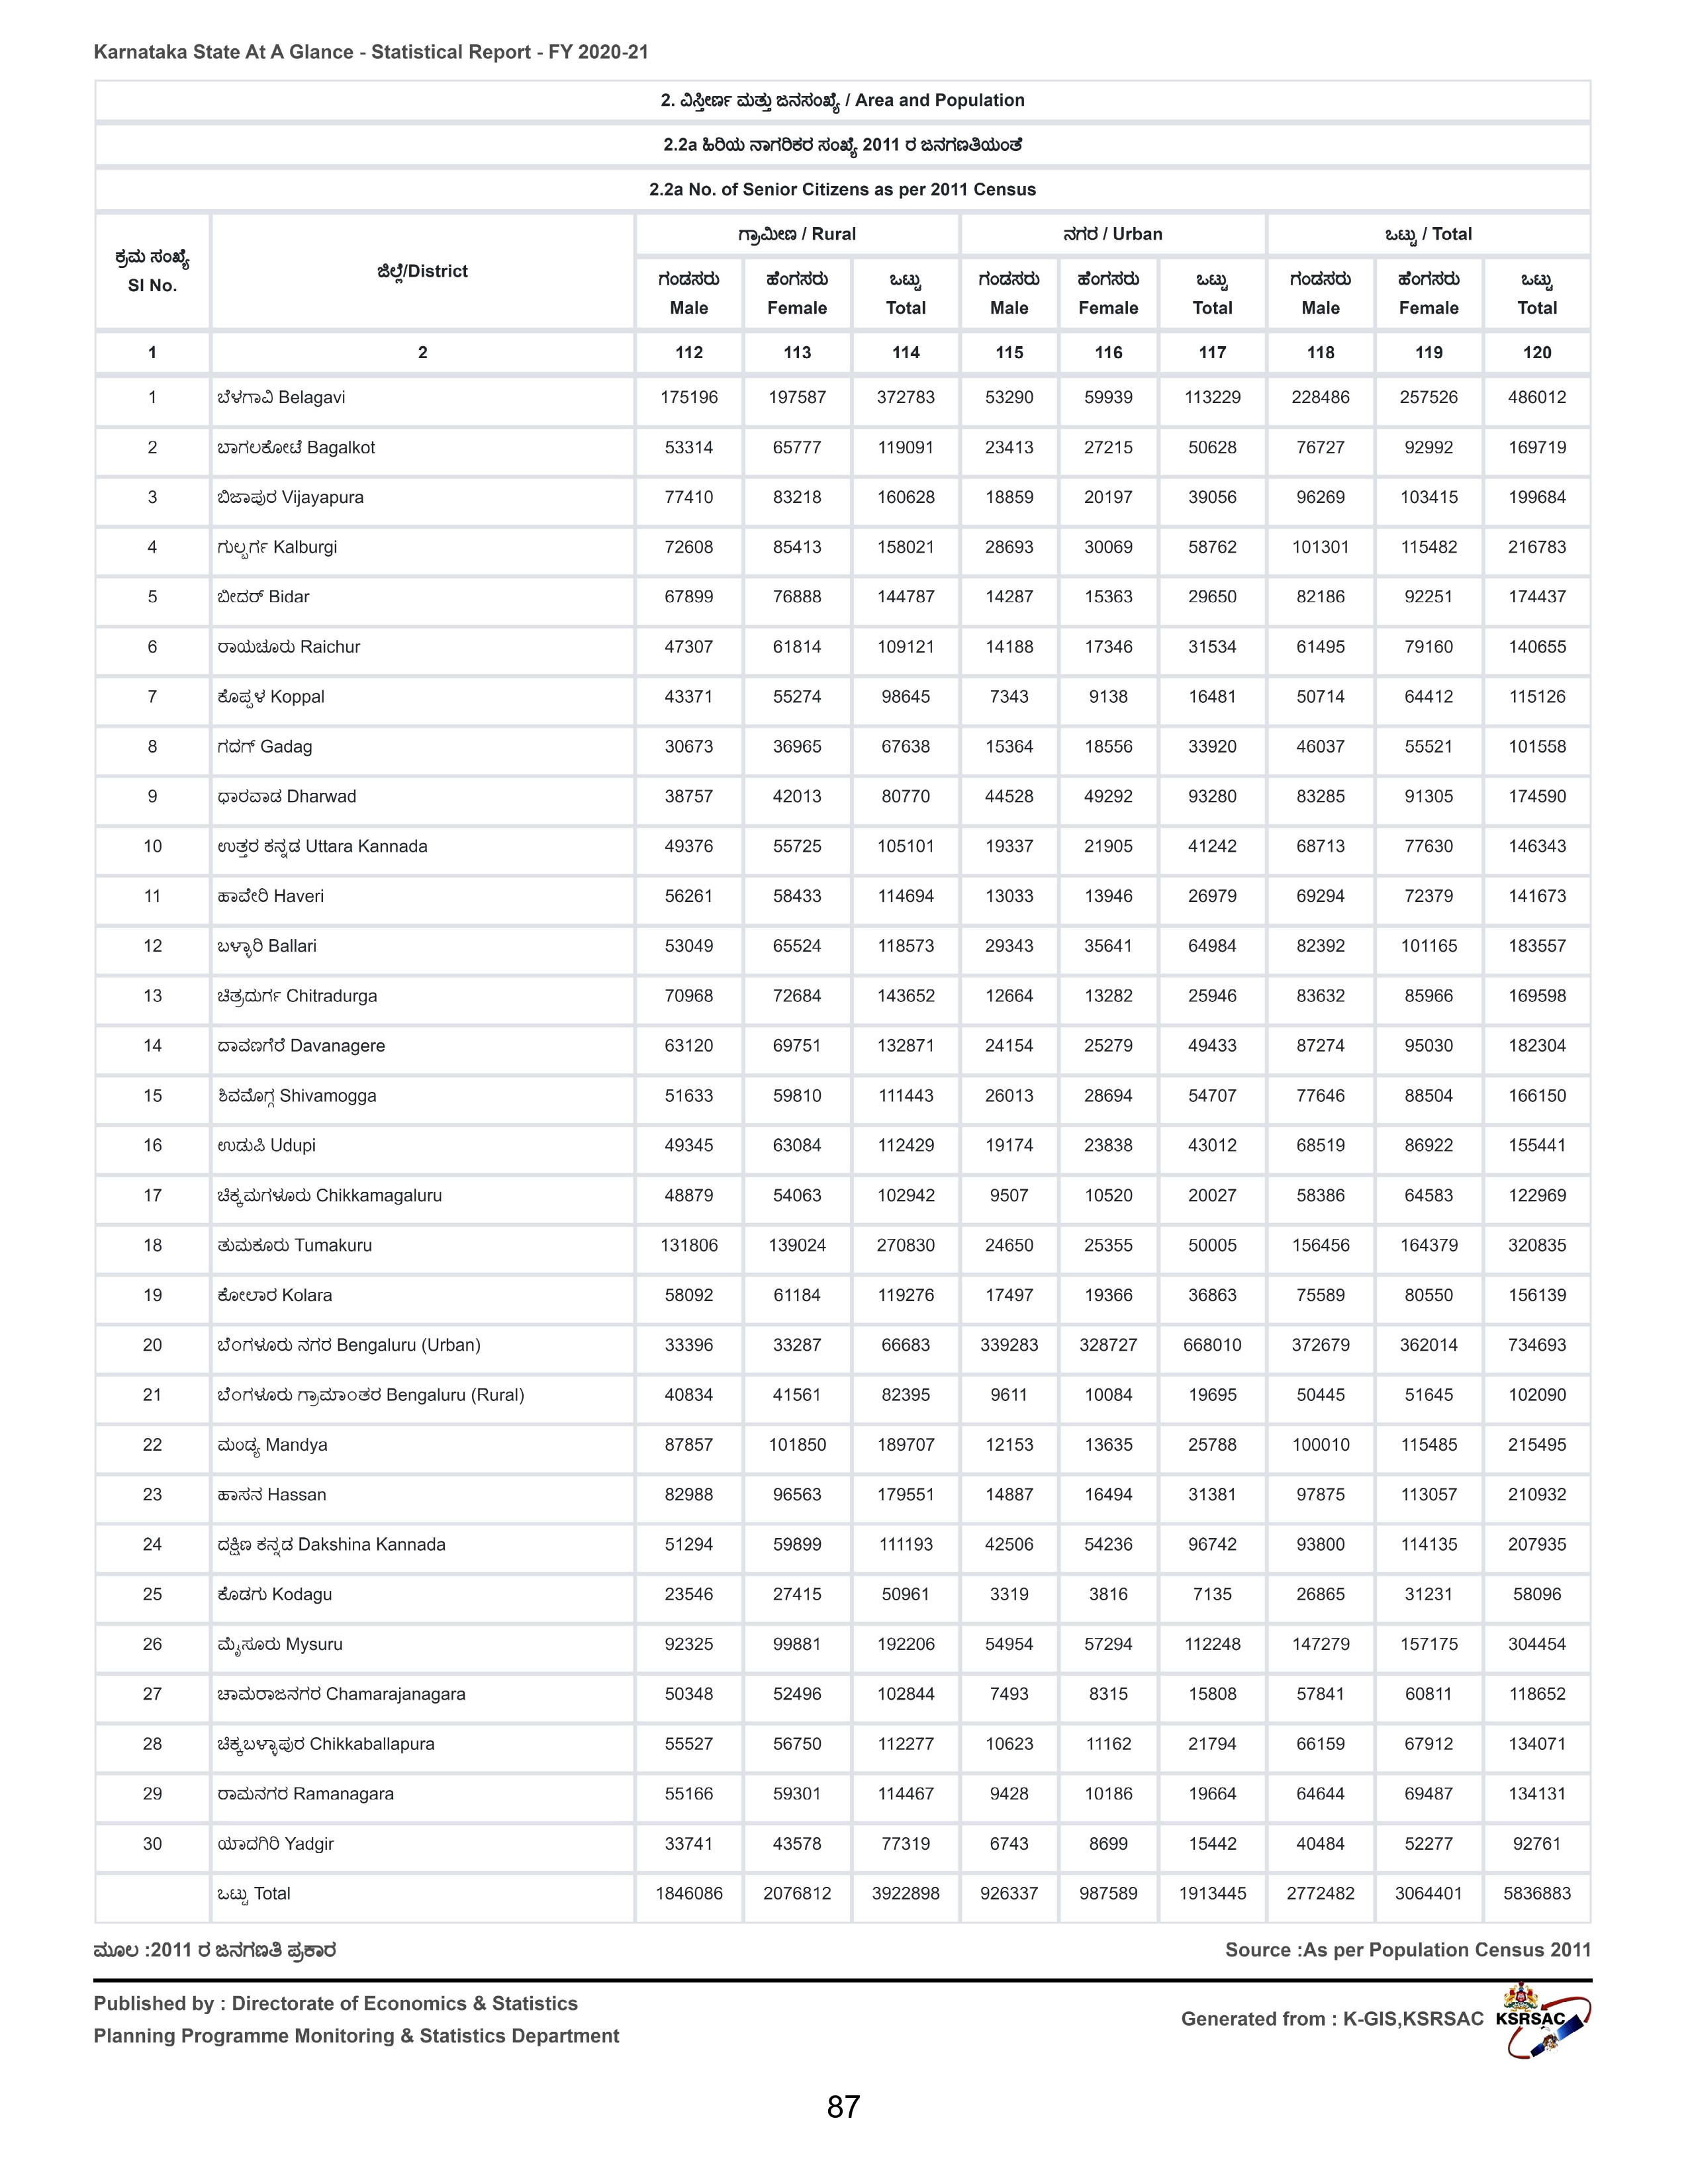 Karnataka State At A Glance - Statistical Report - FY 2020-21
2. ವಿಸ್ತೀರ್ಣ ಮತ್ತು ಜನಸಂಖ್ಯೆ / Area and Population
2.2a ಹಿರಿಯ ನಾಗರಿಕರ ಸಂಖ್ಯೆ 2011 ರ ಜನಗಣತಿಯಂತೆ
2.2a No. of Senior Citizens as per 2011 Census
ಕ್ರಮ ಸಂಖ್ಯೆ Sl No. ಜಿಲ್ಲೆ/District ಗ್ರಾಮೀಣ / Rural ನಗರ / Urban ಒಟ್ಟು / Total
ಗಂಡಸರು ಹೆಂಗಸರು ಒಟ್ಟು ಗಂಡಸರು ಹೆಂಗಸರು ಒಟ್ಟು ಗಂಡಸರು ಹೆಂಗಸರು ಒಟ್ಟು
Male Female Total Male Female Total Male Female Total
1 2 112 113 114 115 116 117 118 119 120
1 ಬೆಳಗಾವಿ Belagavi 175196 197587 372783 53290 59939 113229 228486 257526 486012
2 ಬಾಗಲಕೋಟೆ Bagalkot 53314 65777 119091 23413 27215 50628 76727 92992 169719
3 ಬಿಜಾಪುರ Vijayapura 77410 83218 160628 18859 20197 39056 96269 103415 199684
4 ಗುಲ್ಬರ್ಗ Kalburgi 72608 85413 158021 28693 30069 58762 101301 115482 216783
5 ಬೀದರ್ Bidar 67899 76888 144787 14287 15363 29650 82186 92251 174437
6 ರಾಯಚೂರು Raichur 47307 61814 109121 14188 17346 31534 61495 79160 140655
7 ಕೊಪ್ಪಳ Koppal 43371 55274 98645 7343 9138 16481 50714 64412 115126
8 ಗದಗ್ Gadag 30673 36965 67638 15364 18556 33920 46037 55521 101558
9 ಧಾರವಾಡ Dharwad 38757 42013 80770 44528 49292 93280 83285 91305 174590
10 ಉತ್ತರ ಕನ್ನಡ Uttara Kannada 49376 55725 105101 19337 21905 41242 68713 77630 146343
11 ಹಾವೇರಿ Haveri 56261 58433 114694 13033 13946 26979 69294 72379 141673
12 ಬಳ್ಳಾರಿ Ballari 53049 65524 118573 29343 35641 64984 82392 101165 183557
13 ಚಿತ್ರದುರ್ಗ Chitradurga 70968 72684 143652 12664 13282 25946 83632 85966 169598
14 ದಾವಣಗೆರೆ Davanagere 63120 69751 132871 24154 25279 49433 87274 95030 182304
15 ಶಿವಮೊಗ್ಗ Shivamogga 51633 59810 111443 26013 28694 54707 77646 88504 166150
16 ಉಡುಪಿ Udupi 49345 63084 112429 19174 23838 43012 68519 86922 155441
17 ಚಿಕ್ಕಮಗಳೂರು Chikkamagaluru 48879 54063 102942 9507 10520 20027 58386 64583 122969
18 ತುಮಕೂರು Tumakuru 131806 139024 270830 24650 25355 50005 156456 164379 320835
19 ಕೋಲಾರ Kolara 58092 61184 119276 17497 19366 36863 75589 80550 156139
20 ಬೆಂಗಳೂರು ನಗರ Bengaluru (Urban) 33396 33287 66683 339283 328727 668010 372679 362014 734693
21 ಬೆಂಗಳೂರು ಗ್ರಾಮಾಂತರ Bengaluru (Rural) 40834 41561 82395 9611 10084 19695 50445 51645 102090
22 ಮಂಡ್ಯ Mandya 87857 101850 189707 12153 13635 25788 100010 115485 215495
23 ಹಾಸನ Hassan 82988 96563 179551 14887 16494 31381 97875 113057 210932
24 ದಕ್ಷಿಣ ಕನ್ನಡ Dakshina Kannada 51294 59899 111193 42506 54236 96742 93800 114135 207935
25 ಕೊಡಗು Kodagu 23546 27415 50961 3319 3816 7135 26865 31231 58096
26 ಮೈಸೂರು Mysuru 92325 99881 192206 54954 57294 112248 147279 157175 304454
27 ಚಾಮರಾಜನಗರ Chamarajanagara 50348 52496 102844 7493 8315 15808 57841 60811 118652
28 ಚಿಕ್ಕಬಳ್ಳಾಪುರ Chikkaballapura 55527 56750 112277 10623 11162 21794 66159 67912 134071
29 ರಾಮನಗರ Ramanagara 55166 59301 114467 9428 10186 19664 64644 69487 134131
30 ಯಾದಗಿರಿ Yadgir 33741 43578 77319 6743 8699 15442 40484 52277 92761
ಒಟ್ಟು Total 1846086 2076812 3922898 926337 987589 1913445 2772482 3064401 5836883
ಮೂಲ :2011 ರ ಜನಗಣತಿ ಪ್ರಕಾರ Source :As per Population Census 2011
Published by : Directorate of Economics & Statistics
Planning Programme Monitoring & Statistics Department
Generated from : K-GIS,KSRSAC KSRSAC
87